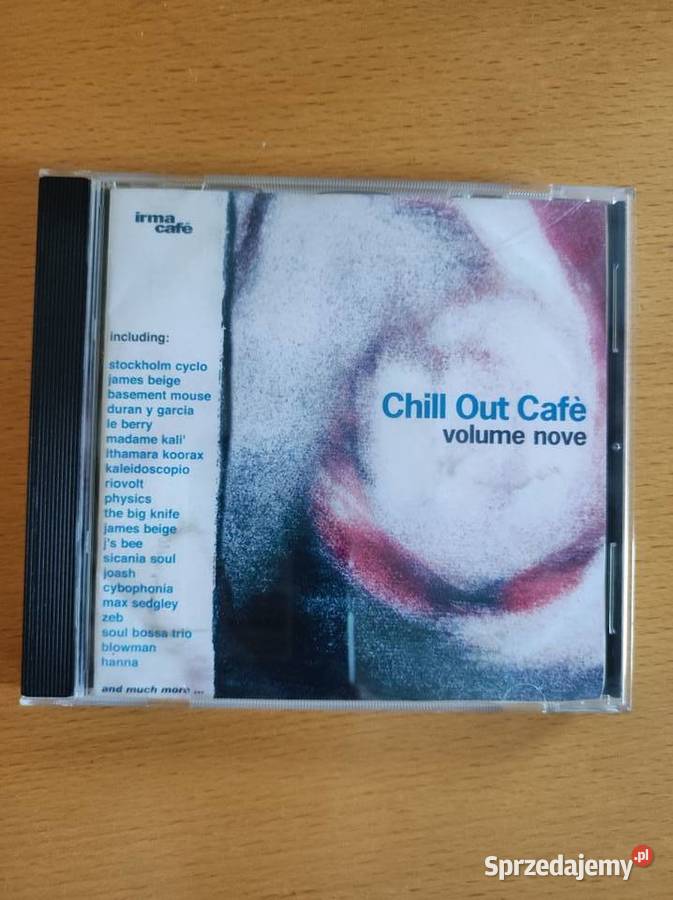 irma
cafè
including:
stockholm cyclo
james beige
basement mouse
duran y garcia
le berry
madame kali'
ithamara koorax
kaleidoscopio
riovolt
physics
the big knife
james beige
j's bee
sicania soul
joash
cybophonia
max sedgley
zeb
soul bossa trio
blowman
hanna
and much more ...
Chill Out Cafè
volume nove
Sprzedajemy.pl